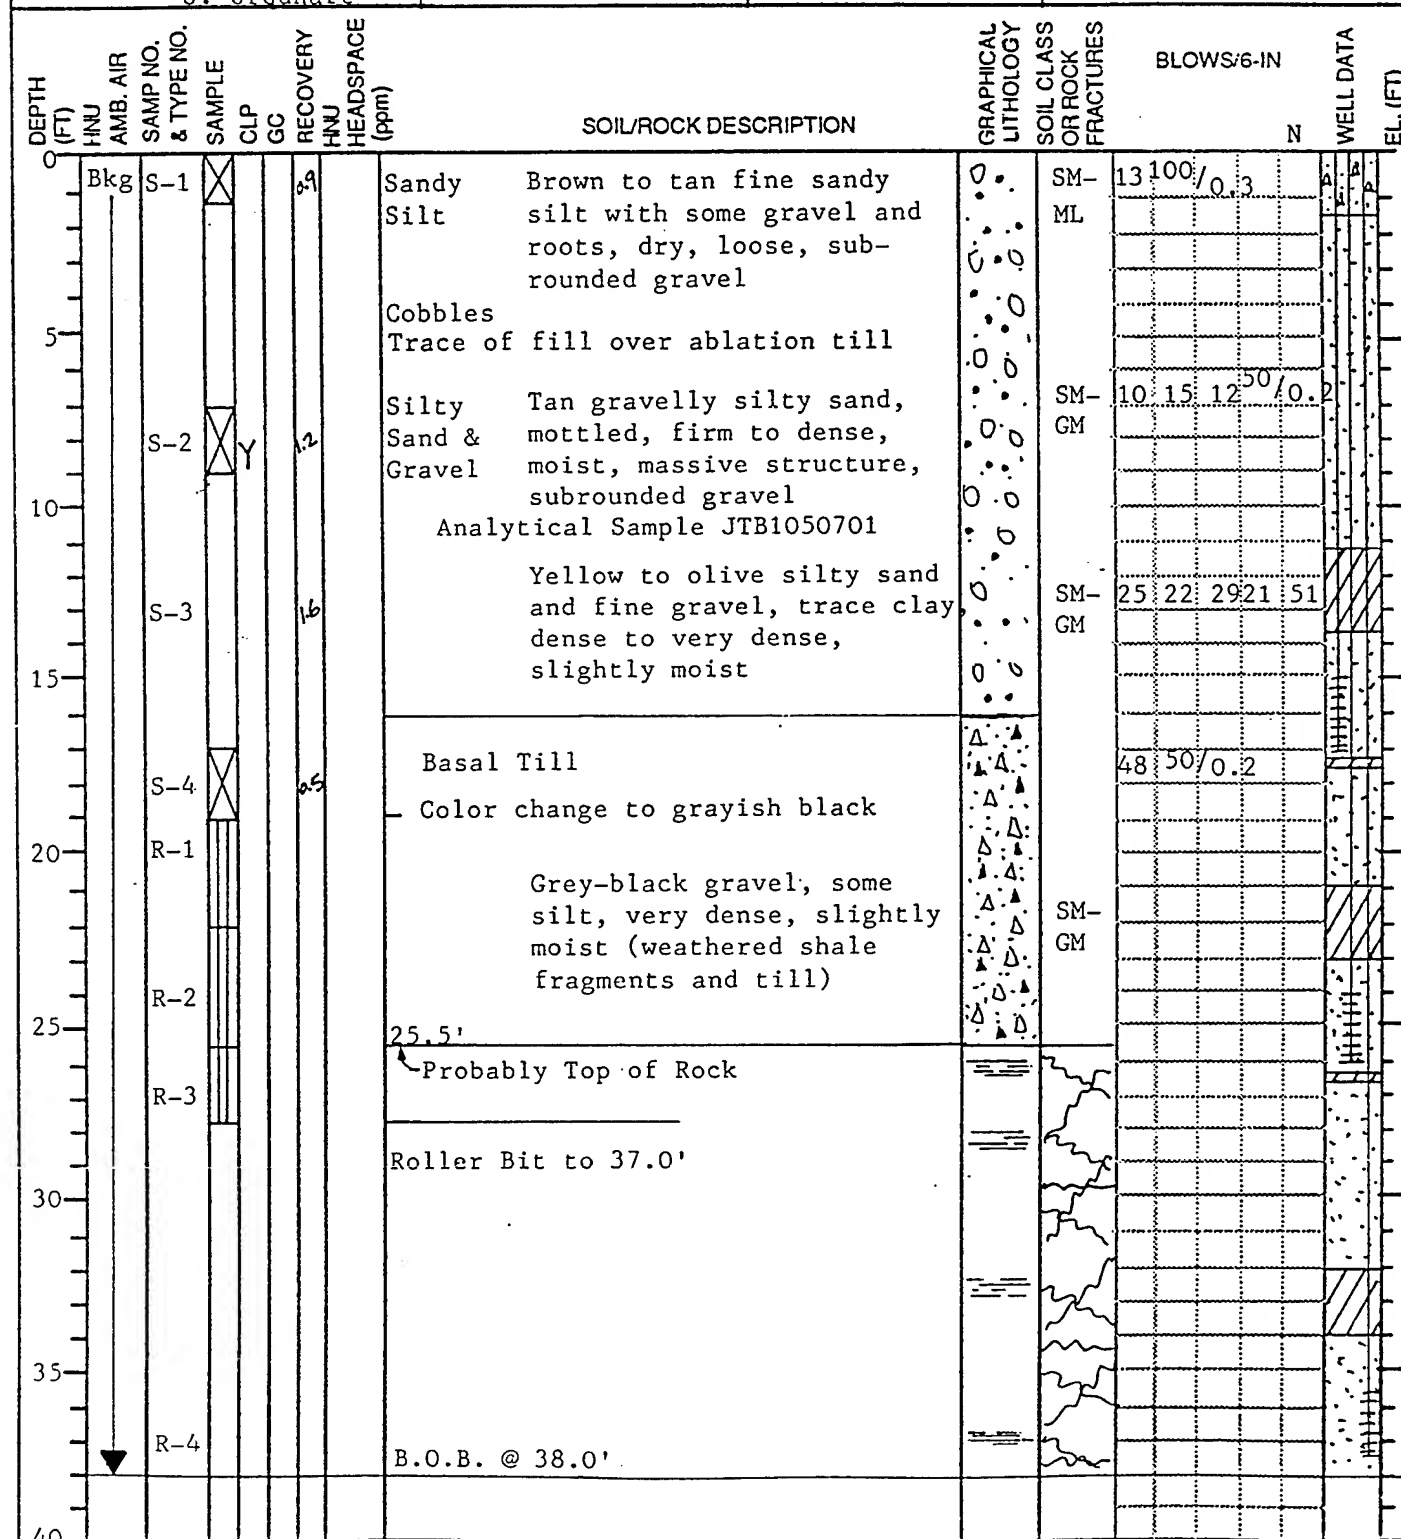 DEPTH (FT)
HNU AMB. AIR
SAMP NO. & TYPE NO.
SAMPLE
CLP
GC
RECOVERY
HNU HEADSPACE (ppm)
SOIL/ROCK DESCRIPTION
GRAPHICAL LITHOLOGY
SOIL CLASS OR ROCK FRACTURES
BLOWS/6-IN
N
WELL DATA
EL. (FT)
0
Bkg S-1 0.9 Sandy Brown to tan fine sandy SM- 13 100/0.3
Silt silt with some gravel and ML
roots, dry, loose, sub-
rounded gravel
Cobbles
5 Trace of fill over ablation till
Silty Tan gravelly silty sand, SM- 10 15 12 50/0.2
S-2 Y 1.2 Sand & mottled, firm to dense, GM
Gravel moist, massive structure,
subrounded gravel
10 Analytical Sample JTB1050701
Yellow to olive silty sand
S-3 1.6 and fine gravel, trace clay, SM- 25 22 29 21 51
dense to very dense, GM
15 slightly moist
Basal Till 48 50/0.2
S-4 0.5
Color change to grayish black
R-1
20
Grey-black gravel, some
silt, very dense, slightly SM-
moist (weathered shale GM
fragments and till)
R-2
25
25.5'
Probably Top of Rock
R-3
Roller Bit to 37.0'
30
35
R-4
B.O.B. @ 38.0'
40